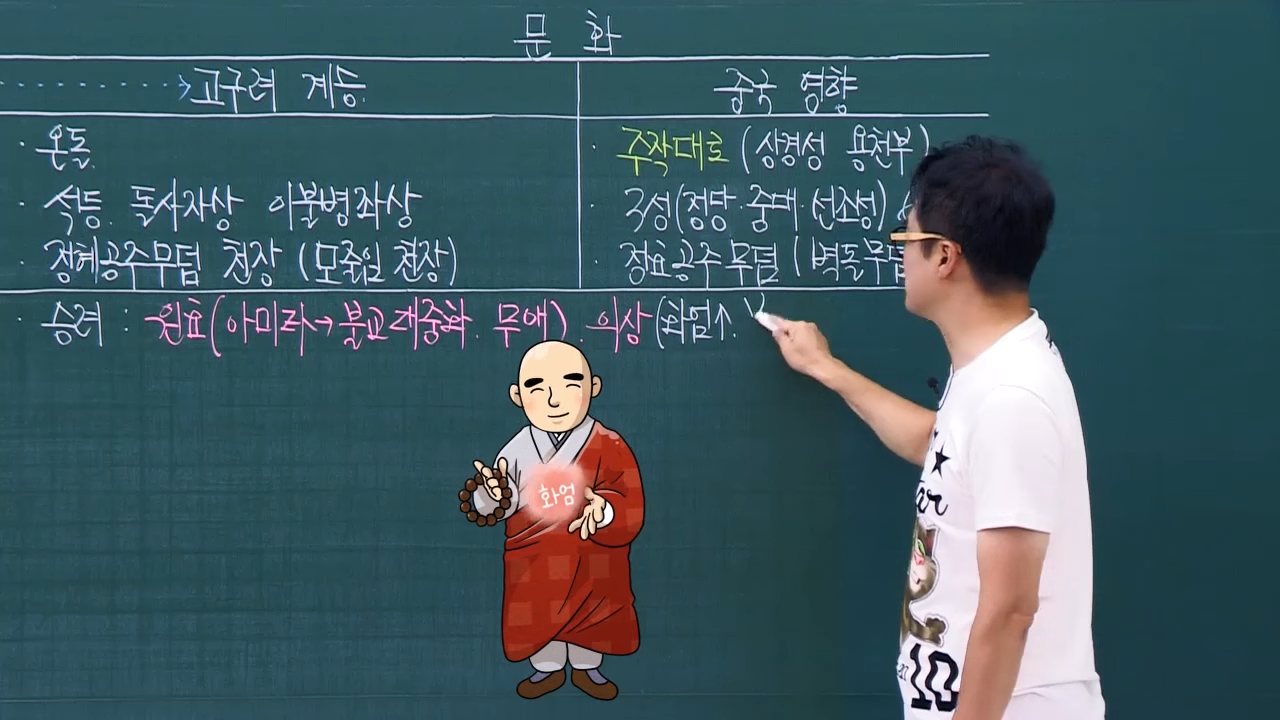 문 화
고구려 계통
중국 영향
· 온돌
· 주작대로 (상경성 용천부)
· 석등. 돌사자상 이불병좌상
· 3성(정당·중대·선조성)
· 정혜공주무덤 천장 (모줄임 천장)
· 정효공주무덤 (벽돌무덤
· 승려 : 원효(아미타→불교대중화. 무애). 의상(화엄↑.
화엄
10